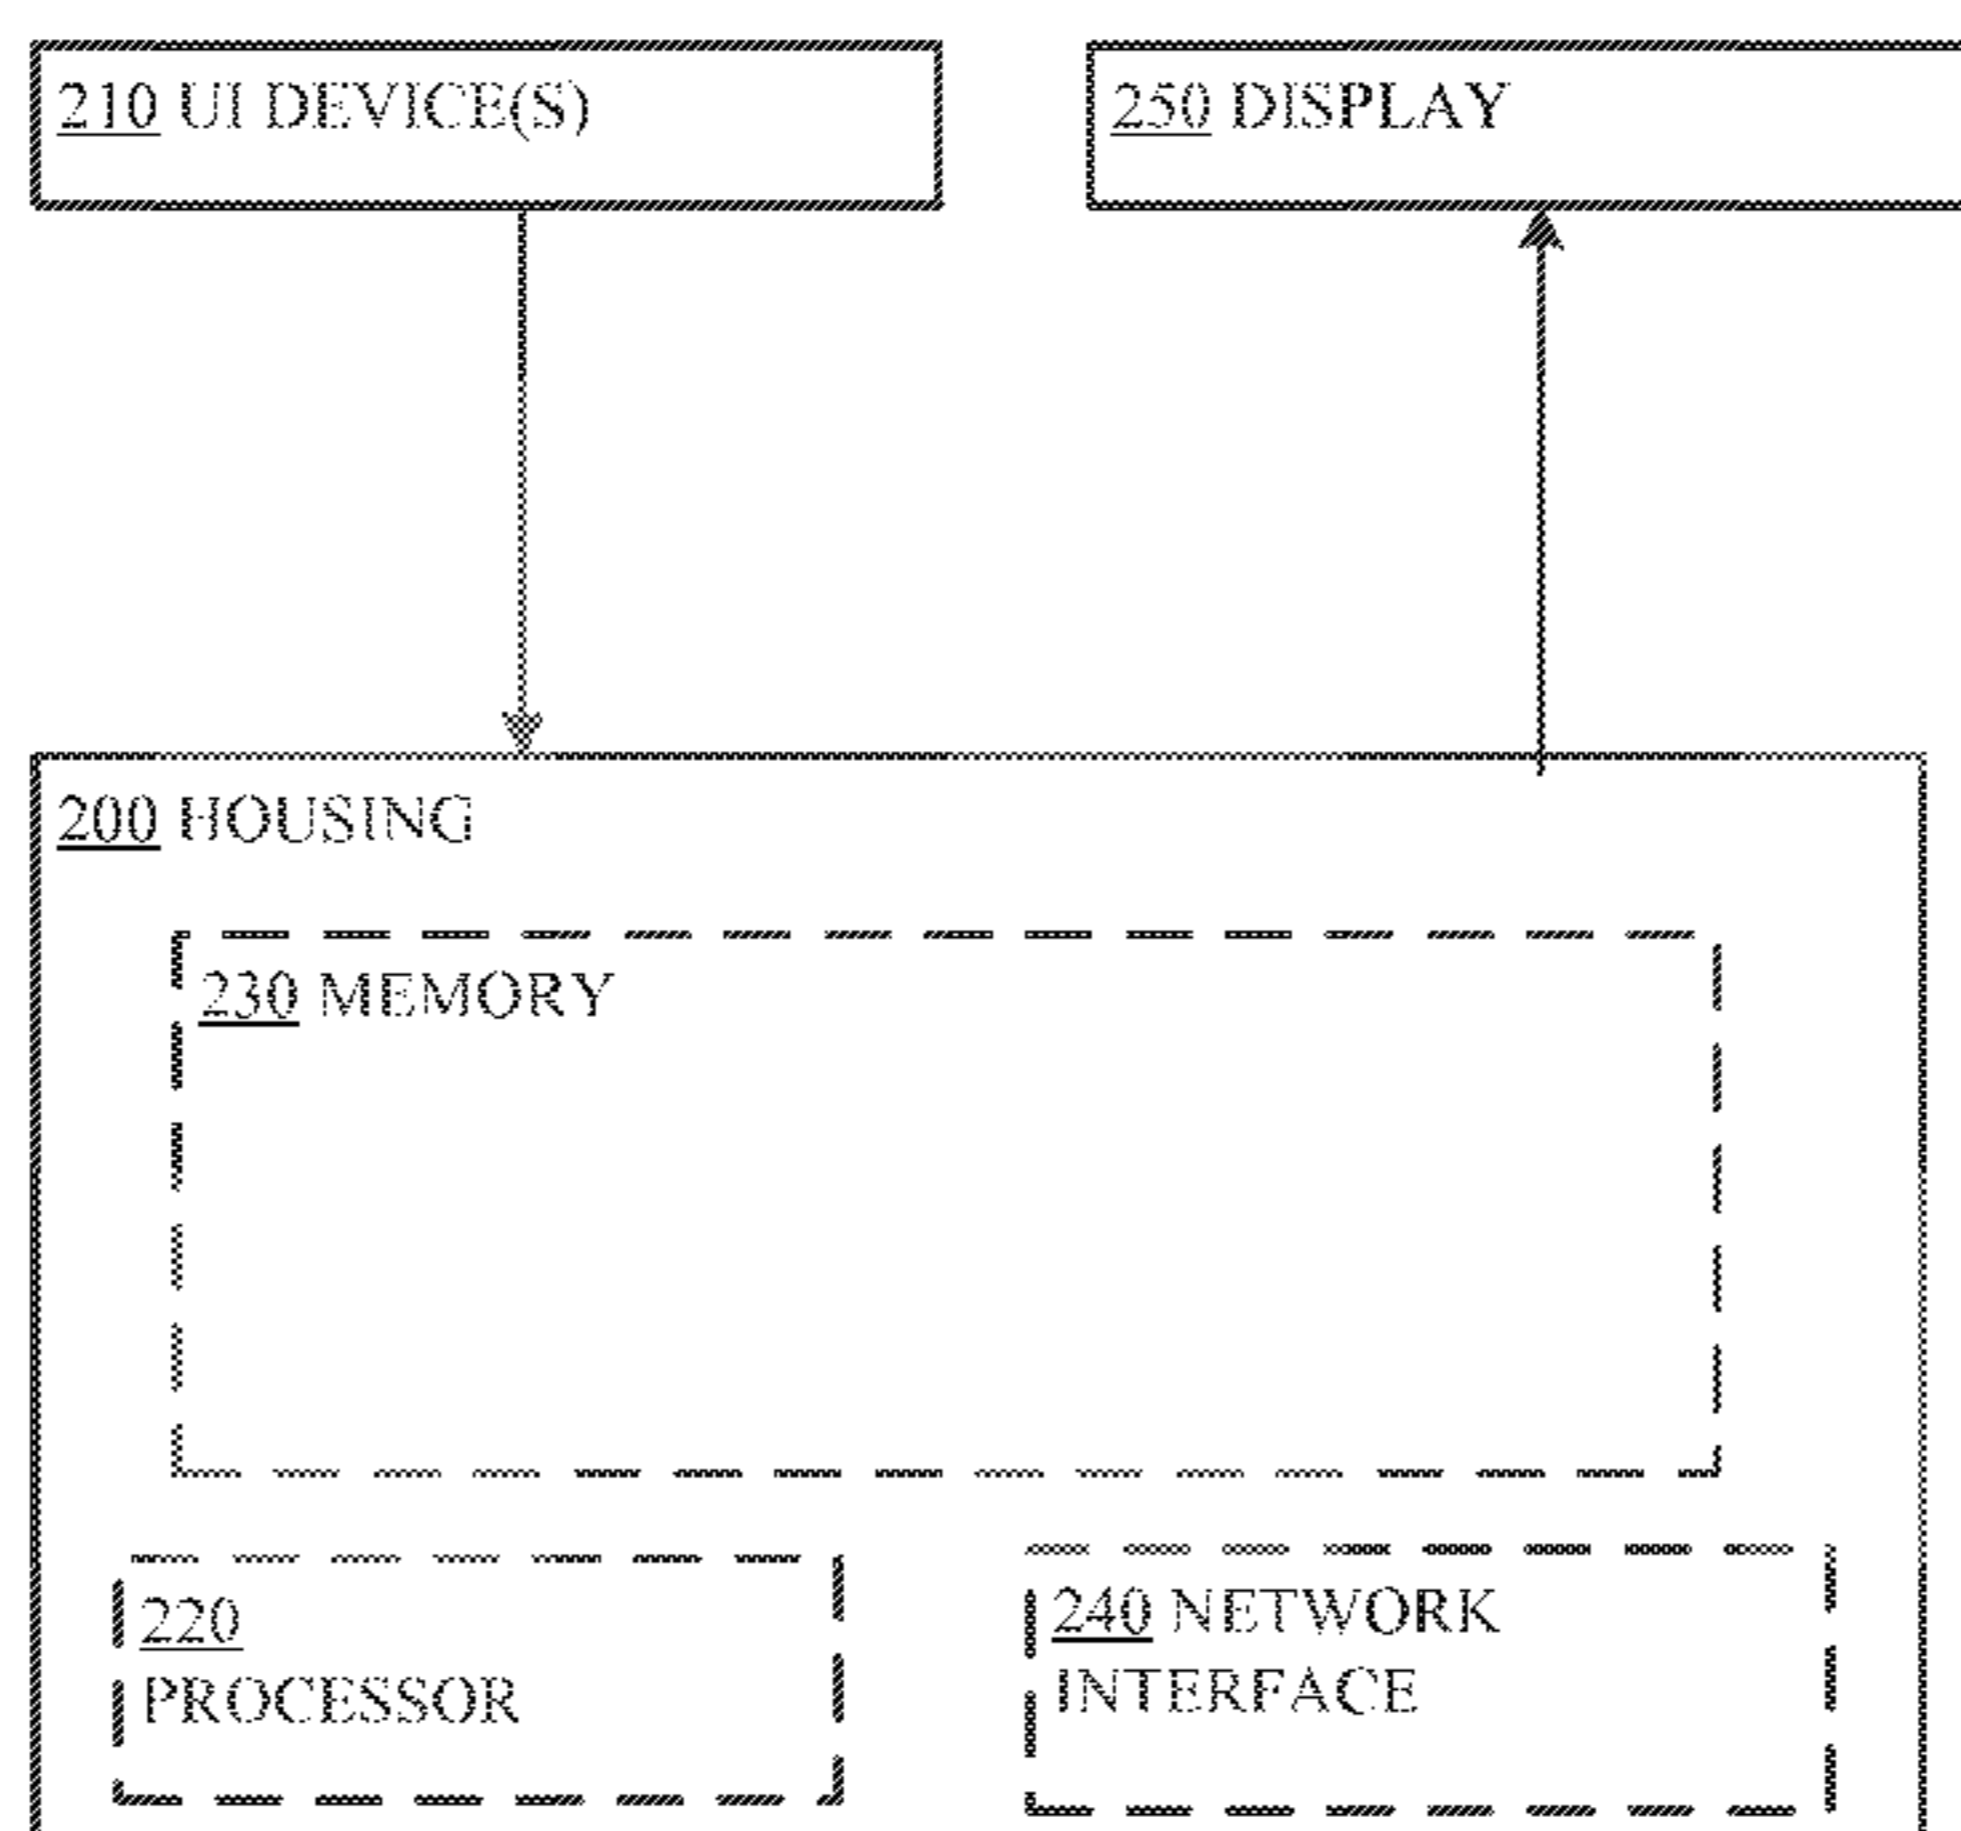 210 UI DEVICE(S)
250 DISPLAY
200 HOUSING
230 MEMORY
220
PROCESSOR
240 NETWORK
INTERFACE